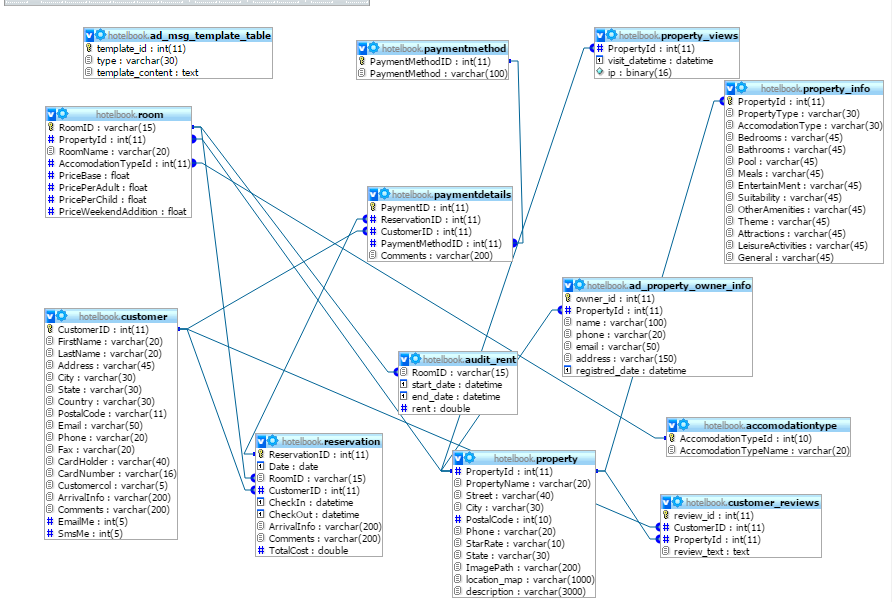 hotelbook.ad_msg_template_table
template_id : int(11)
type : varchar(30)
template_content : text
hotelbook.paymentmethod
PaymentMethodID : int(11)
PaymentMethod : varchar(100)
hotelbook.property_views
PropertyId : int(11)
visit_datetime : datetime
ip : binary(16)
hotelbook.property_info
PropertyId : int(11)
PropertyType : varchar(30)
AccomodationType : varchar(30)
Bedrooms : varchar(45)
Bathrooms : varchar(45)
Pool : varchar(45)
Meals : varchar(45)
EntertainMent : varchar(45)
Suitability : varchar(45)
OtherAmenities : varchar(45)
Theme : varchar(45)
Attractions : varchar(45)
LeisureActivities : varchar(45)
General : varchar(45)
hotelbook.room
RoomID : varchar(15)
PropertyId : int(11)
RoomName : varchar(20)
AccomodationTypeId : int(11)
PriceBase : float
PricePerAdult : float
PricePerChild : float
PriceWeekendAddition : float
hotelbook.paymentdetails
PaymentID : int(11)
ReservationID : int(11)
CustomerID : int(11)
PaymentMethodID : int(11)
Comments : varchar(200)
hotelbook.ad_property_owner_info
owner_id : int(11)
PropertyId : int(11)
name : varchar(100)
phone : varchar(20)
email : varchar(50)
address : varchar(150)
registred_date : datetime
hotelbook.customer
CustomerID : int(11)
FirstName : varchar(20)
LastName : varchar(20)
Address : varchar(45)
City : varchar(30)
State : varchar(30)
Country : varchar(30)
PostalCode : varchar(11)
Email : varchar(50)
Phone : varchar(20)
Fax : varchar(20)
CardHolder : varchar(40)
CardNumber : varchar(16)
Customercol : varchar(5)
ArrivalInfo : varchar(200)
Comments : varchar(200)
EmailMe : int(5)
SmsMe : int(5)
hotelbook.audit_rent
RoomID : varchar(15)
start_date : datetime
end_date : datetime
rent : double
hotelbook.reservation
ReservationID : int(11)
Date : date
RoomID : varchar(15)
CustomerID : int(11)
CheckIn : datetime
CheckOut : datetime
ArrivalInfo : varchar(200)
Comments : varchar(200)
TotalCost : double
hotelbook.property
PropertyId : int(11)
PropertyName : varchar(20)
Street : varchar(40)
City : varchar(30)
PostalCode : int(10)
Phone : varchar(20)
StarRate : varchar(10)
State : varchar(30)
ImagePath : varchar(200)
location_map : varchar(1000)
description : varchar(3000)
hotelbook.accomodationtype
AccomodationTypeId : int(10)
AccomodationTypeName : varchar(20)
hotelbook.customer_reviews
review_id : int(11)
CustomerID : int(11)
PropertyId : int(11)
review_text : text